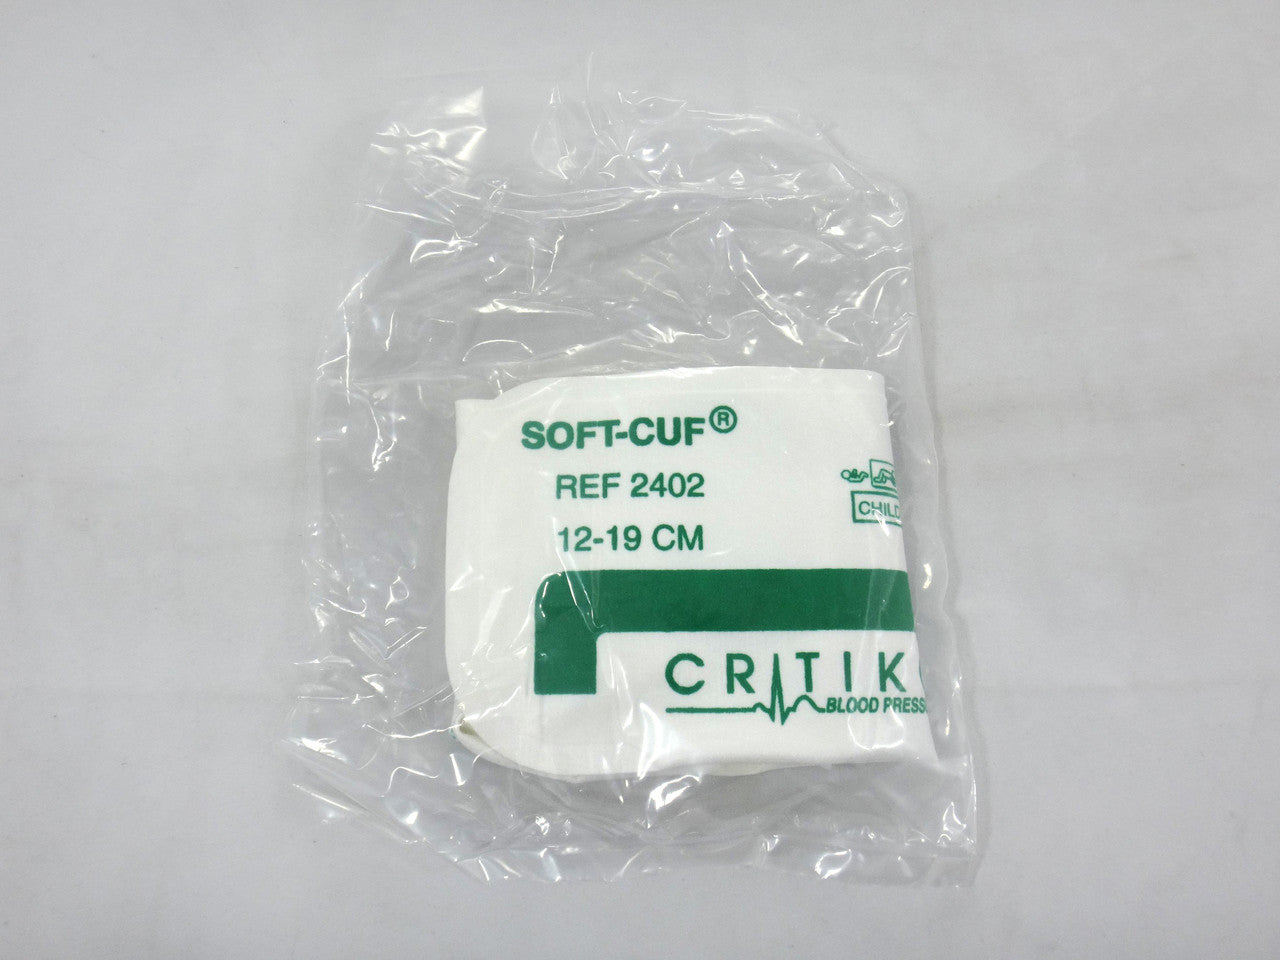 SOFT-CUF®
REF 2402
12-19 CM
CHILD
CRITIK
BLOOD PRESS